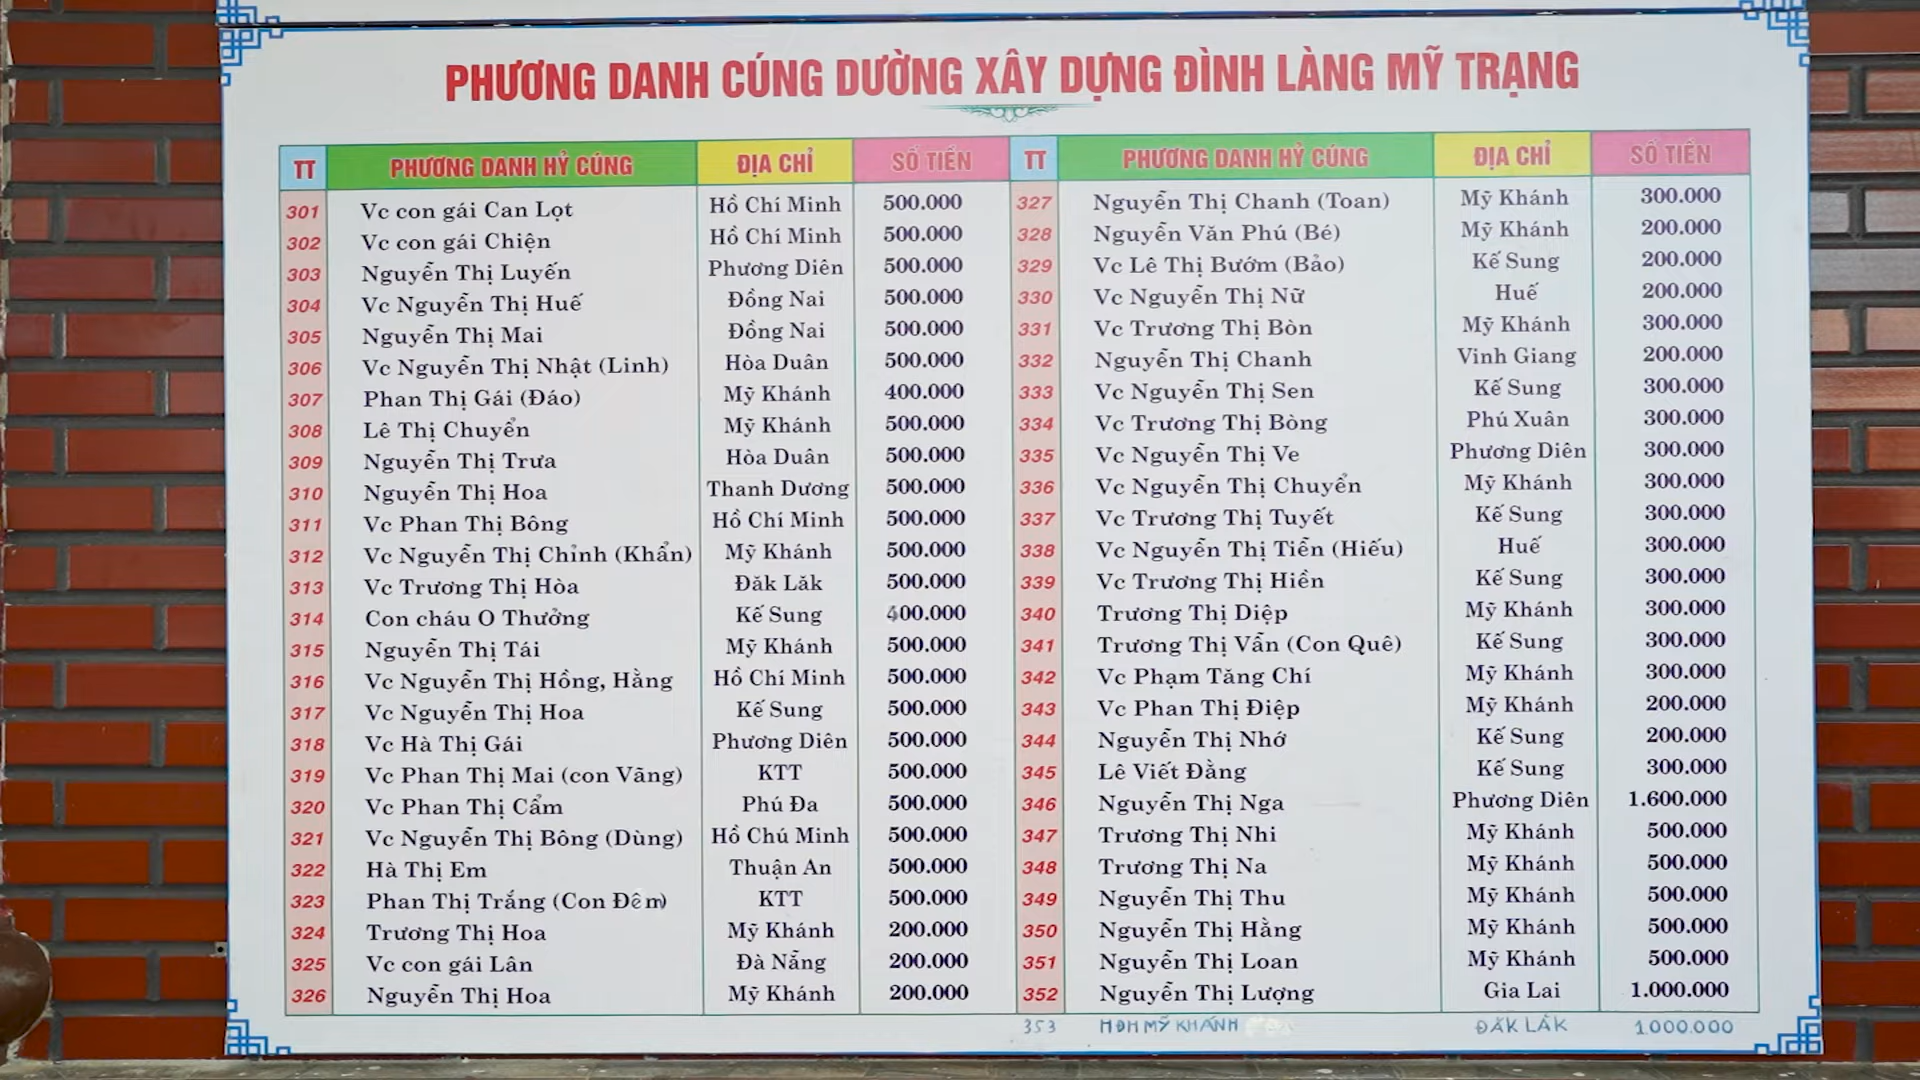 PHƯƠNG DANH CÚNG DƯỜNG XÂY DỰNG ĐÌNH LÀNG MỸ TRẠNG
TT PHƯƠNG DANH HỶ CÚNG ĐỊA CHỈ SỐ TIỀN
301 Vc con gái Can Lọt Hồ Chí Minh 500.000
302 Vc con gái Chiện Hồ Chí Minh 500.000
303 Nguyễn Thị Luyến Phương Diên 500.000
304 Vc Nguyễn Thị Huế Đồng Nai 500.000
305 Nguyễn Thị Mai Đồng Nai 500.000
306 Vc Nguyễn Thị Nhật (Linh) Hòa Duân 500.000
307 Phan Thị Gái (Đáo) Mỹ Khánh 400.000
308 Lê Thị Chuyển Mỹ Khánh 500.000
309 Nguyễn Thị Trưa Hòa Duân 500.000
310 Nguyễn Thị Hoa Thanh Dương 500.000
311 Vc Phan Thị Bông Hồ Chí Minh 500.000
312 Vc Nguyễn Thị Chỉnh (Khẩn) Mỹ Khánh 500.000
313 Vc Trương Thị Hòa Đăk Lăk 500.000
314 Con cháu O Thưởng Kế Sung 400.000
315 Nguyễn Thị Tái Mỹ Khánh 500.000
316 Vc Nguyễn Thị Hồng, Hằng Hồ Chí Minh 500.000
317 Vc Nguyễn Thị Hoa Kế Sung 500.000
318 Vc Hà Thị Gái Phương Diên 500.000
319 Vc Phan Thị Mai (con Vãng) KTT 500.000
320 Vc Phan Thị Cẩm Phú Đa 500.000
321 Vc Nguyễn Thị Bông (Dùng) Hồ Chú Minh 500.000
322 Hà Thị Em Thuận An 500.000
323 Phan Thị Trắng (Con Đêm) KTT 500.000
324 Trương Thị Hoa Mỹ Khánh 200.000
325 Vc con gái Lân Đà Nẵng 200.000
326 Nguyễn Thị Hoa Mỹ Khánh 200.000
TT PHƯƠNG DANH HỶ CÚNG ĐỊA CHỈ SỐ TIỀN
327 Nguyễn Thị Chanh (Toan) Mỹ Khánh 300.000
328 Nguyễn Văn Phú (Bé) Mỹ Khánh 200.000
329 Vc Lê Thị Bướm (Bảo) Kế Sung 200.000
330 Vc Nguyễn Thị Nữ Huế 200.000
331 Vc Trương Thị Bòn Mỹ Khánh 300.000
332 Nguyễn Thị Chanh Vinh Giang 200.000
333 Vc Nguyễn Thị Sen Kế Sung 300.000
334 Vc Trương Thị Bòng Phú Xuân 300.000
335 Vc Nguyễn Thị Ve Phương Diên 300.000
336 Vc Nguyễn Thị Chuyển Mỹ Khánh 300.000
337 Vc Trương Thị Tuyết Kế Sung 300.000
338 Vc Nguyễn Thị Tiễn (Hiếu) Huế 300.000
339 Vc Trương Thị Hiền Kế Sung 300.000
340 Trương Thị Diệp Mỹ Khánh 300.000
341 Trương Thị Vẫn (Con Quê) Kế Sung 300.000
342 Vc Phạm Tăng Chí Mỹ Khánh 300.000
343 Vc Phan Thị Điệp Mỹ Khánh 200.000
344 Nguyễn Thị Nhớ Kế Sung 200.000
345 Lê Viết Đằng Kế Sung 300.000
346 Nguyễn Thị Nga Phương Diên 1.600.000
347 Trương Thị Nhi Mỹ Khánh 500.000
348 Trương Thị Na Mỹ Khánh 500.000
349 Nguyễn Thị Thu Mỹ Khánh 500.000
350 Nguyễn Thị Hằng Mỹ Khánh 500.000
351 Nguyễn Thị Loan Mỹ Khánh 500.000
352 Nguyễn Thị Lượng Gia Lai 1.000.000
353 HĐH MỸ KHÁNH ĐĂK LĂK 1000.000